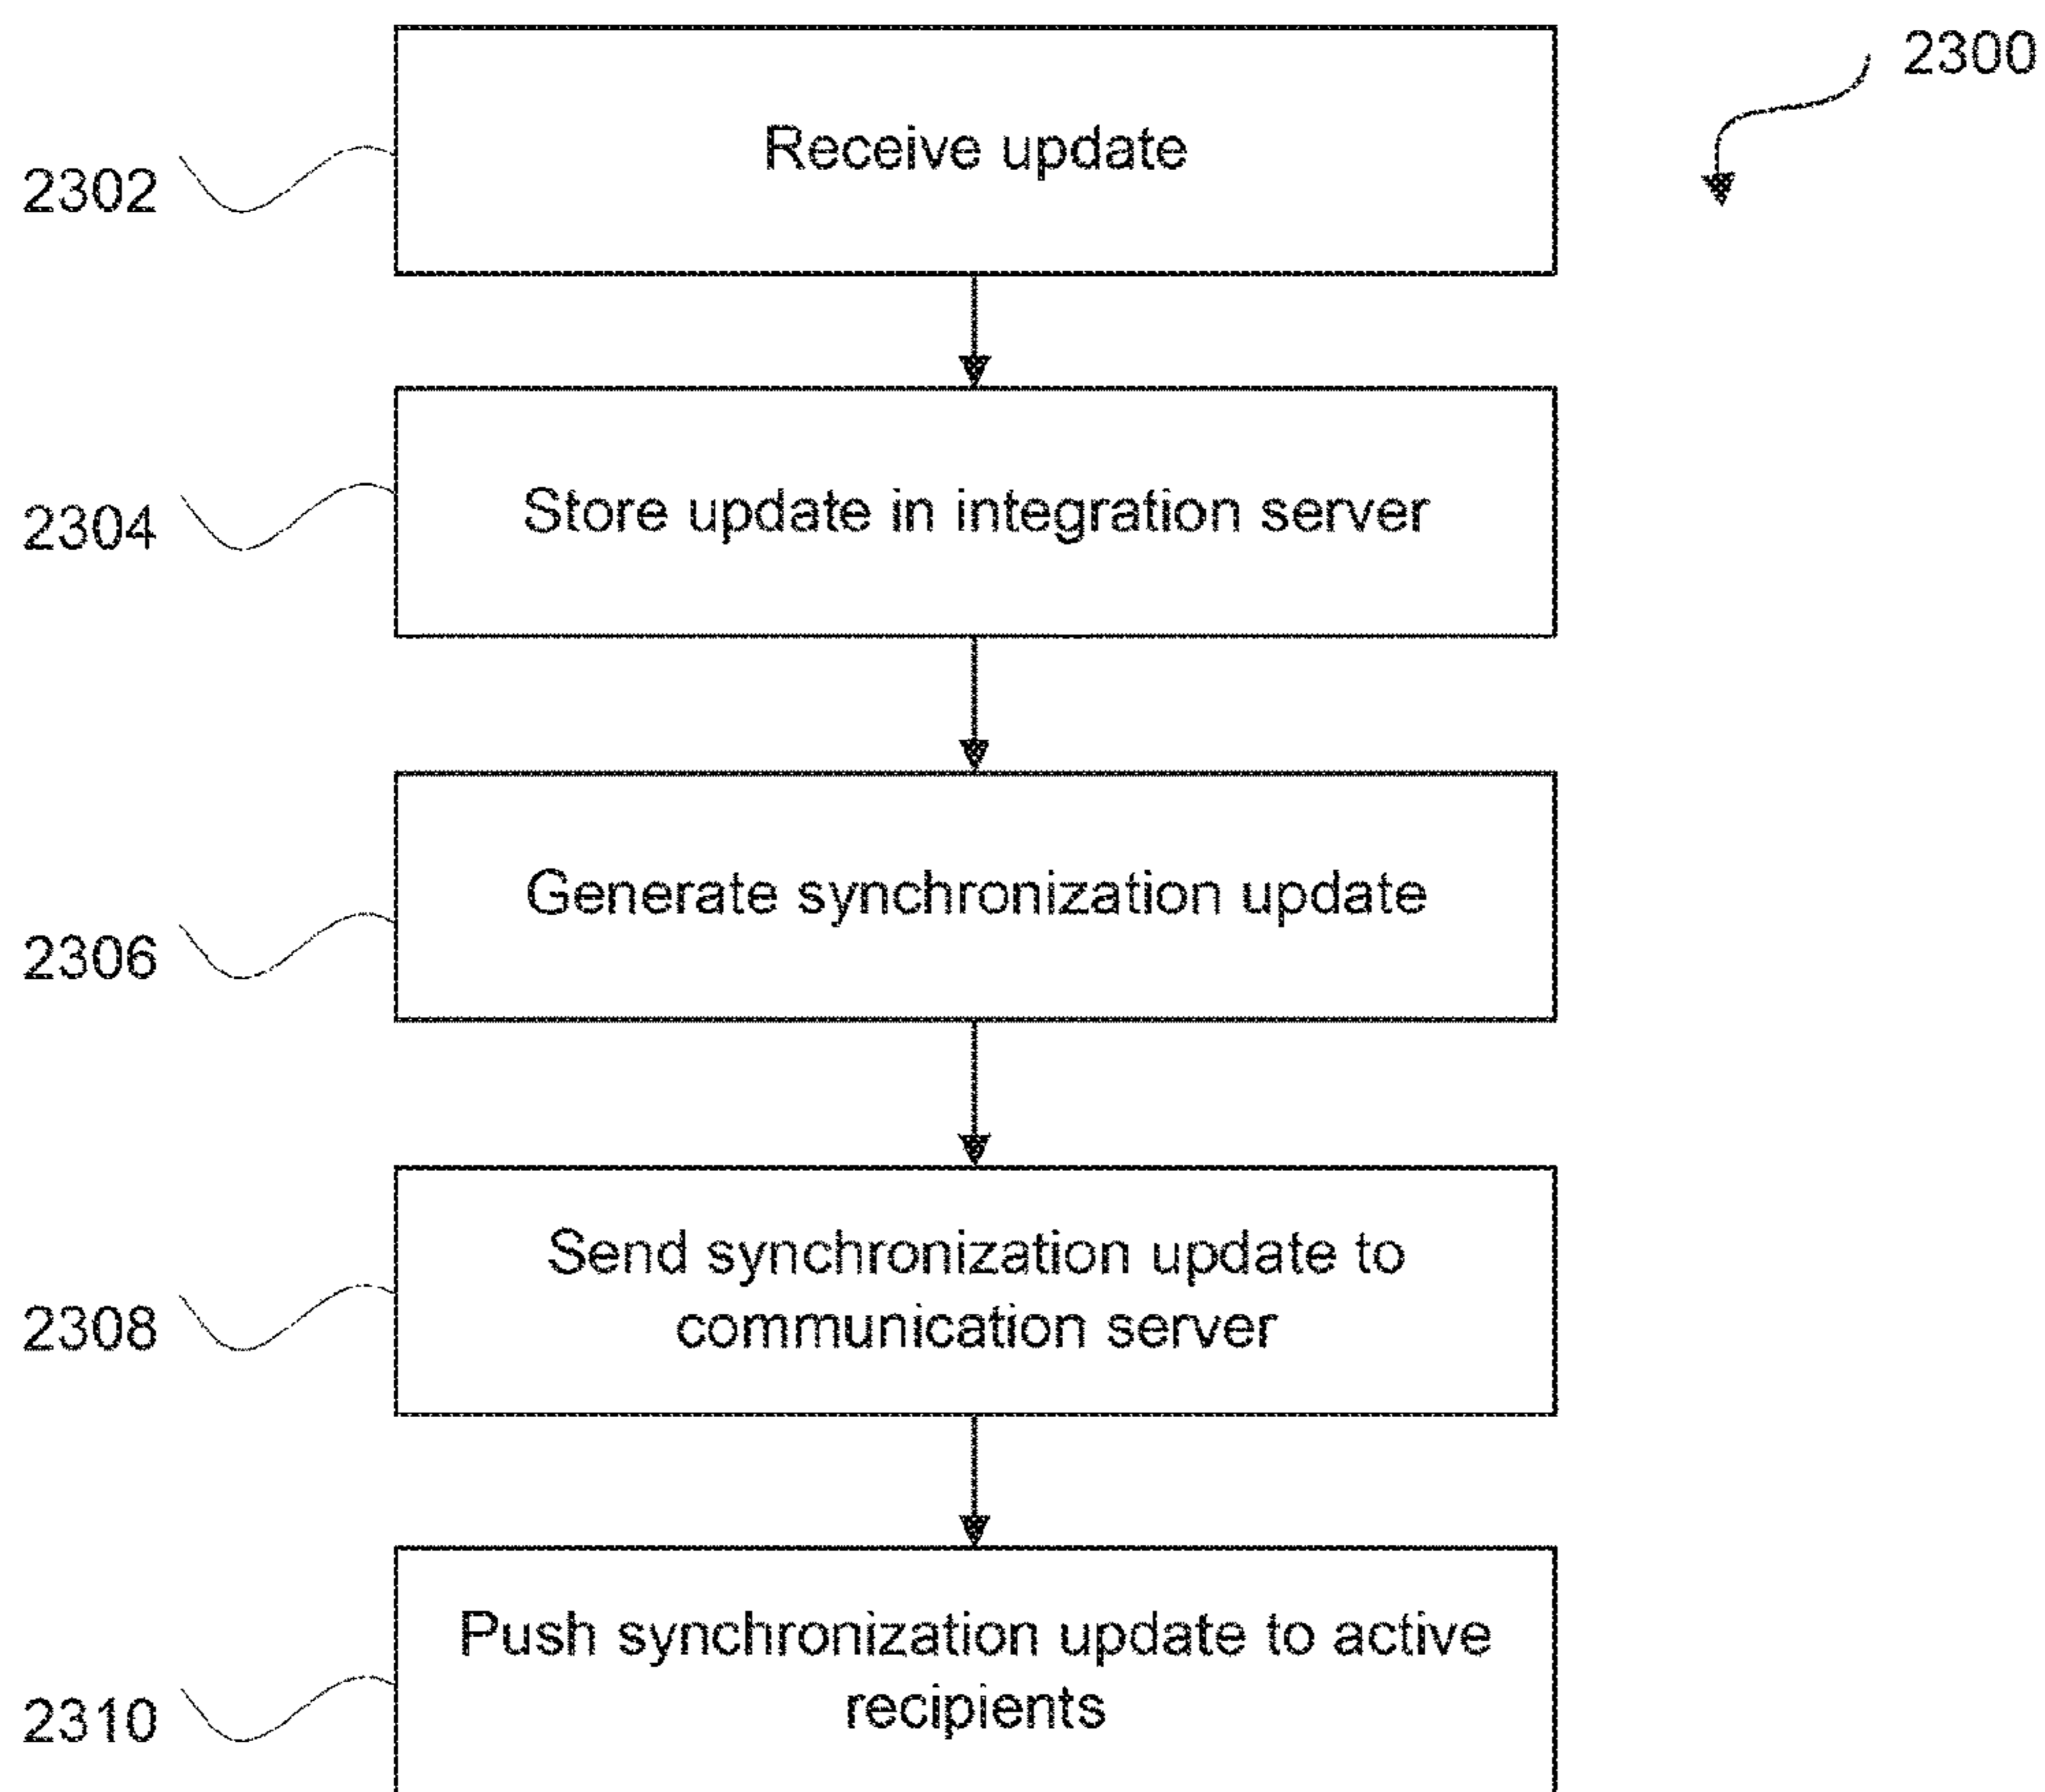 2300
Receive update
2302
Store update in integration server
2304
Generate synchronization update
2306
Send synchronization update to
communication server
2308
Push synchronization update to active
recipients
2310